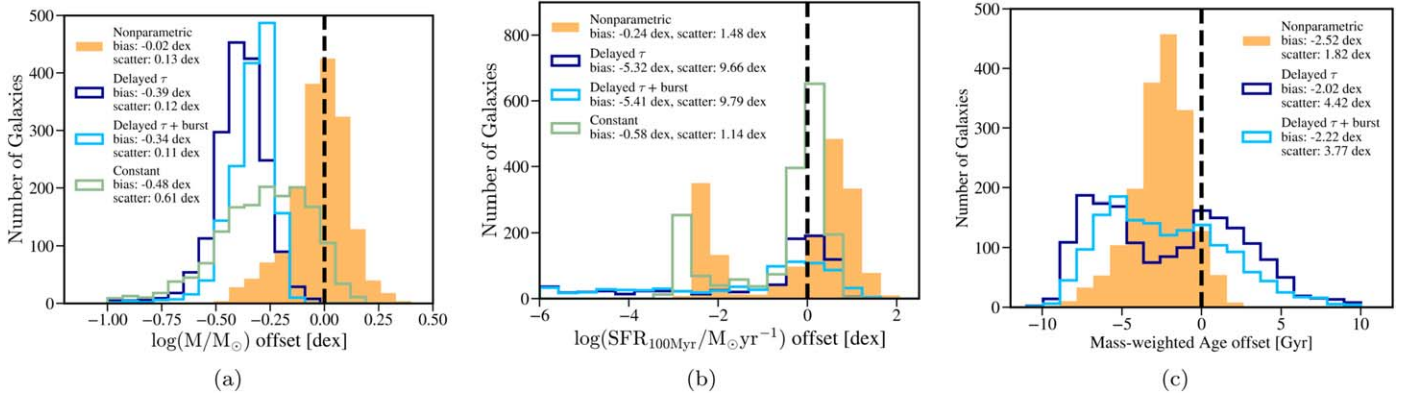 500
400
300
200
100
0
Number of Galaxies
Nonparametric
bias: -0.02 dex
scatter: 0.13 dex
Delayed τ
bias: -0.39 dex
scatter: 0.12 dex
Delayed τ + burst
bias: -0.34 dex
scatter: 0.11 dex
Constant
bias: -0.48 dex
scatter: 0.61 dex
−1.00 −0.75 −0.50 −0.25 0.00 0.25 0.50
log(M/M⊙) offset [dex]
(a)
800
600
400
200
0
Number of Galaxies
Nonparametric
bias: -0.24 dex, scatter: 1.48 dex
Delayed τ
bias: -5.32 dex, scatter: 9.66 dex
Delayed τ + burst
bias: -5.41 dex, scatter: 9.79 dex
Constant
bias: -0.58 dex, scatter: 1.14 dex
−6 −4 −2 0 2
log(SFR₁₀₀Myr/M⊙yr⁻¹) offset [dex]
(b)
500
400
300
200
100
0
Number of Galaxies
Nonparametric
bias: -2.52 dex
scatter: 1.82 dex
Delayed τ
bias: -2.02 dex
scatter: 4.42 dex
Delayed τ + burst
bias: -2.22 dex
scatter: 3.77 dex
−10 −5 0 5 10
Mass-weighted Age offset [Gyr]
(c)